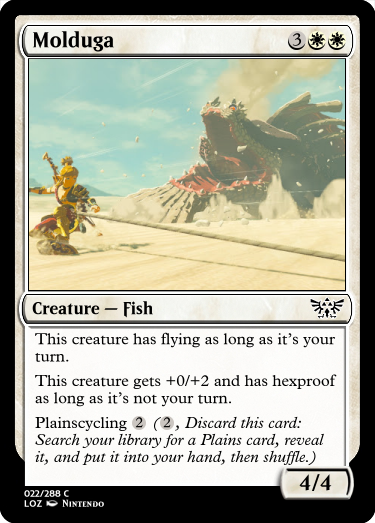 Molduga 3
Creature — Fish
This creature has flying as long as it's your
turn.
This creature gets +0/+2 and has hexproof
as long as it's not your turn.
Plainscycling 2 (2, Discard this card:
Search your library for a Plains card, reveal
it, and put it into your hand, then shuffle.)
4/4
022/288 C
LOZ Nintendo